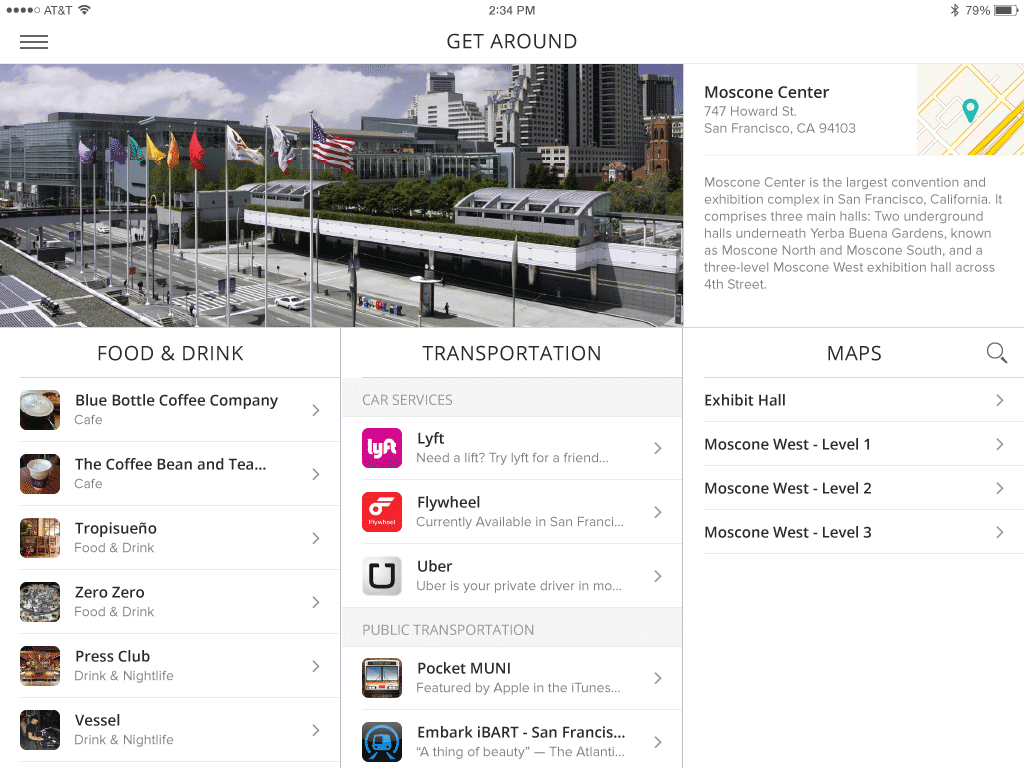 AT&T
2:34 PM
79%
GET AROUND
Moscone Center
747 Howard St.
San Francisco, CA 94103
Moscone Center is the largest convention and
exhibition complex in San Francisco, California. It
comprises three main halls: Two underground
halls underneath Yerba Buena Gardens, known
as Moscone North and Moscone South, and a
three-level Moscone West exhibition hall across
4th Street.
FOOD & DRINK
Blue Bottle Coffee Company
Cafe
The Coffee Bean and Tea...
Cafe
Tropisueño
Food & Drink
Zero Zero
Food & Drink
Press Club
Drink & Nightlife
Vessel
Drink & Nightlife
TRANSPORTATION
CAR SERVICES
lyft
Lyft
Need a lift? Try lyft for a friend...
Flywheel
Flywheel
Currently Available in San Franci...
Uber
Uber is your private driver in mo...
PUBLIC TRANSPORTATION
Pocket MUNI
Featured by Apple in the iTunes...
Embark iBART - San Francis...
“A thing of beauty” — The Atlanti...
MAPS
Exhibit Hall
Moscone West - Level 1
Moscone West - Level 2
Moscone West - Level 3